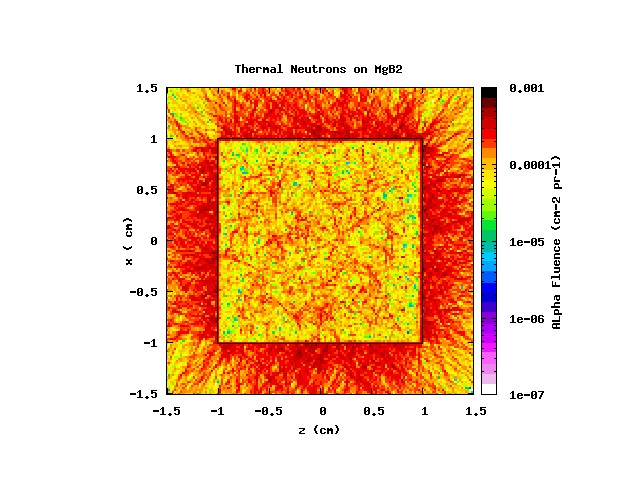 Thermal Neutrons on MgB2
1.5
1
0.5
0
-0.5
-1
-1.5
x ( cm)
-1.5 -1 -0.5 0 0.5 1 1.5
z (cm)
0.001
0.0001
1e-05
1e-06
1e-07
ALpha Fluence (cm-2 pr-1)